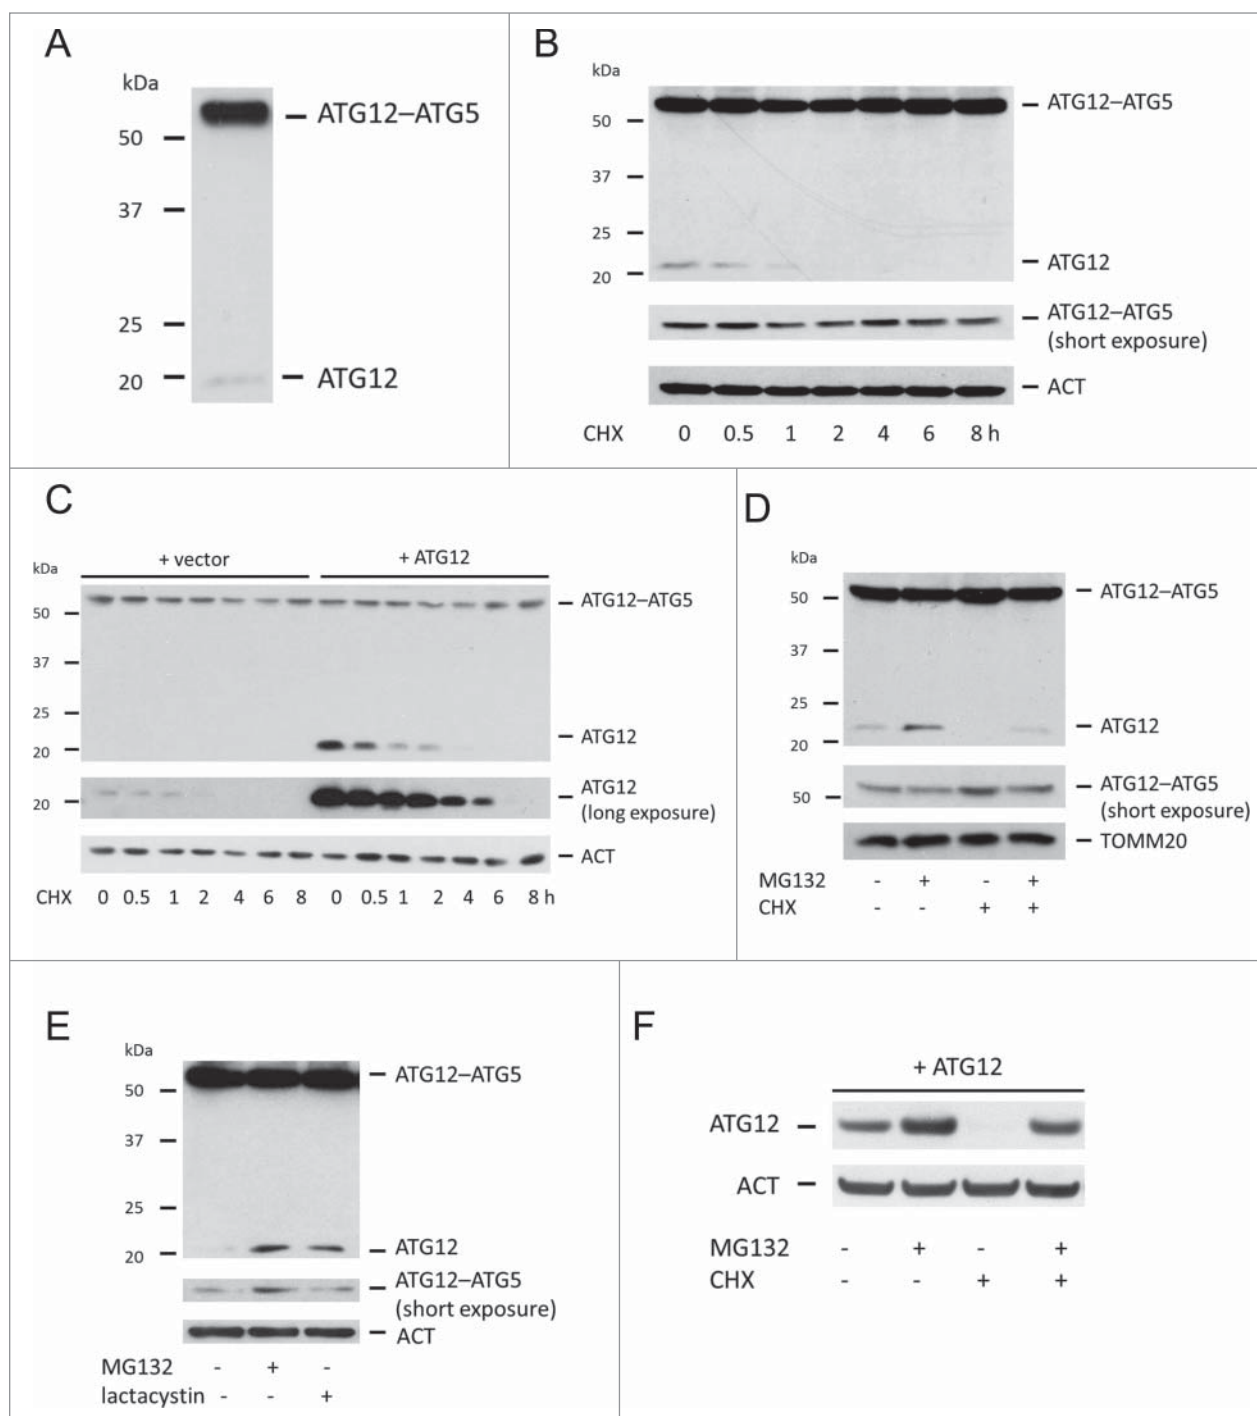 A
kDa
ATG12–ATG5
50
37
25
20
ATG12
B
kDa
ATG12–ATG5
50
37
25
ATG12
20
ATG12–ATG5
(short exposure)
ACT
CHX 0 0.5 1 2 4 6 8 h
C
+ vector + ATG12
kDa
ATG12–ATG5
50
37
25
ATG12
20
ATG12
20
(long exposure)
ACT
CHX 0 0.5 1 2 4 6 8 0 0.5 1 2 4 6 8 h
D
kDa
50 ATG12–ATG5
37
25
ATG12
20
ATG12–ATG5
50
(short exposure)
TOMM20
MG132 - + - +
CHX - - + +
E
kDa
ATG12–ATG5
50
37
25
ATG12
20
ATG12–ATG5
(short exposure)
ACT
MG132 - + -
lactacystin - - +
F
+ ATG12
ATG12
ACT
MG132 - + - +
CHX - - + +